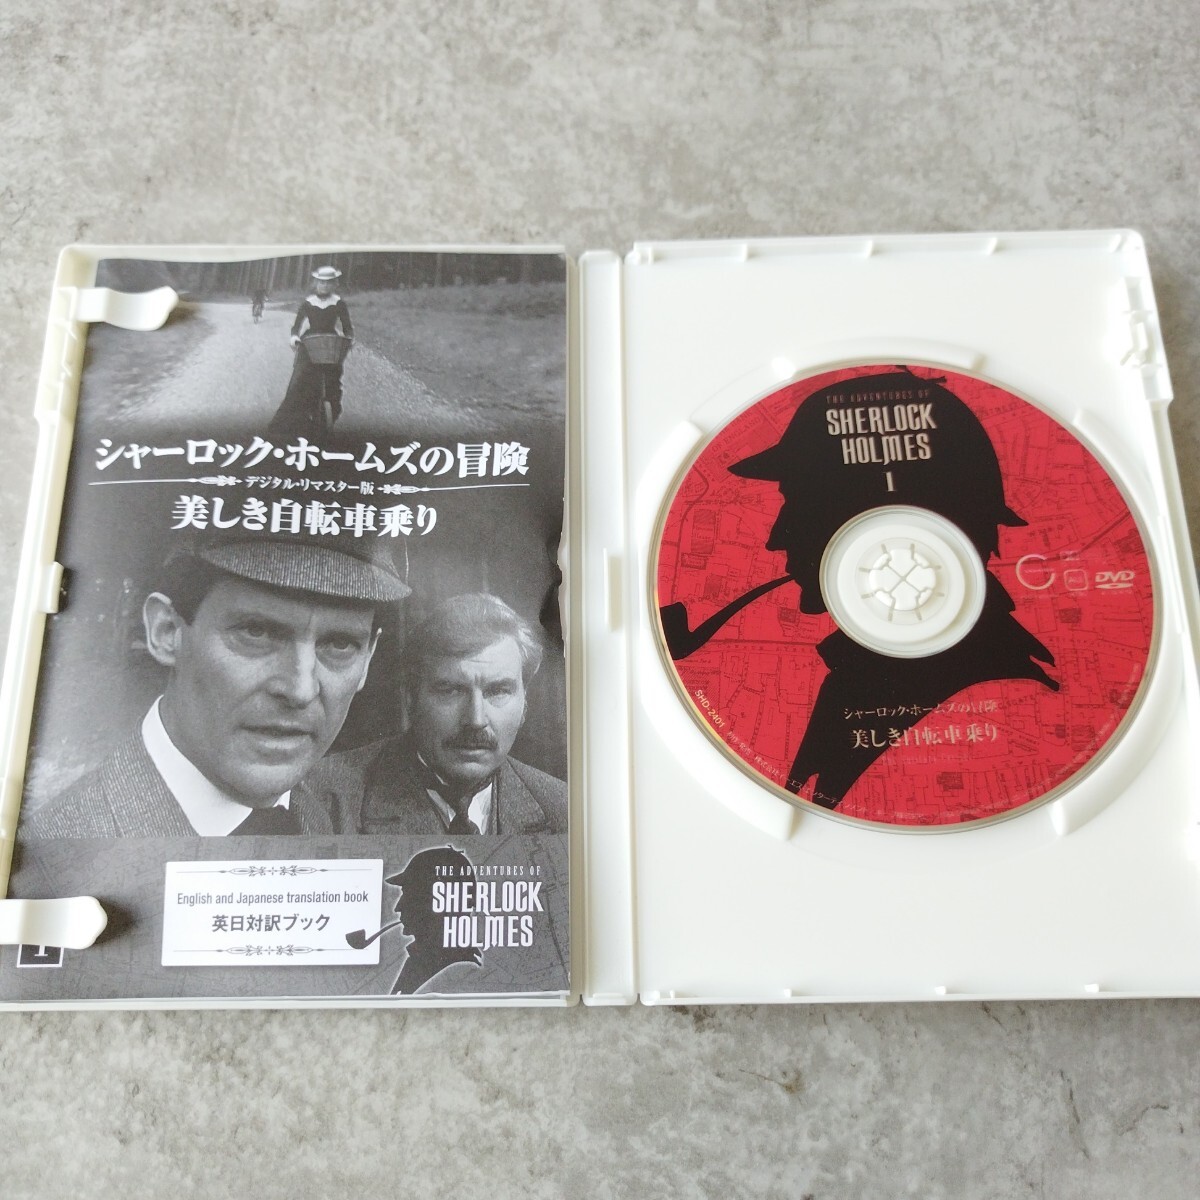 シャーロック・ホームズの冒険
デジタル・リマスター版
美しき自転車乗り
English and Japanese translation book
英日対訳ブック
THE ADVENTURES OF
SHERLOCK
HOLMES
1
THE ADVENTURES OF
SHERLOCK
HOLMES
1
ALL
DVD
SHD-2401
シャーロック・ホームズの冒険
美しき自転車乗り